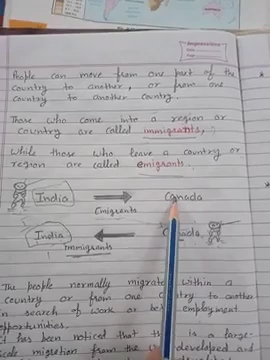 People can move from one part of the
country to another, or from one
country to another country.
Those who come into a region or
country are called immigrants,
while those who leave a country or
region are called emigrants.
India Canada
Emigrants
India Canada
Immigrants
The people normally migrate within a
country or from one country to another
in search of work or employment
opportunities.
It has been noticed that is a large-
scale migration from the developed and